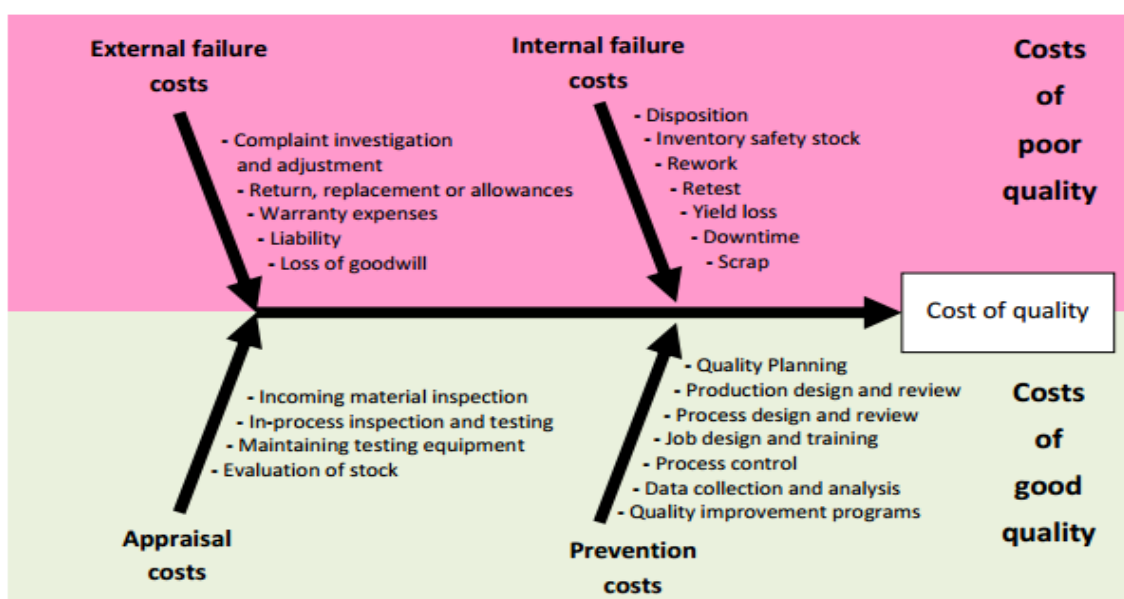 External failure
costs
- Complaint investigation
and adjustment
- Return, replacement or allowances
- Warranty expenses
- Liability
- Loss of goodwill
Internal failure
costs
- Disposition
- Inventory safety stock
- Rework
- Retest
- Yield loss
- Downtime
- Scrap
Costs
of
poor
quality
Cost of quality
- Incoming material inspection
- In-process inspection and testing
- Maintaining testing equipment
- Evaluation of stock
Appraisal
costs
- Quality Planning
- Production design and review
- Process design and review
- Job design and training
- Process control
- Data collection and analysis
- Quality improvement programs
Prevention
costs
Costs
of
good
quality